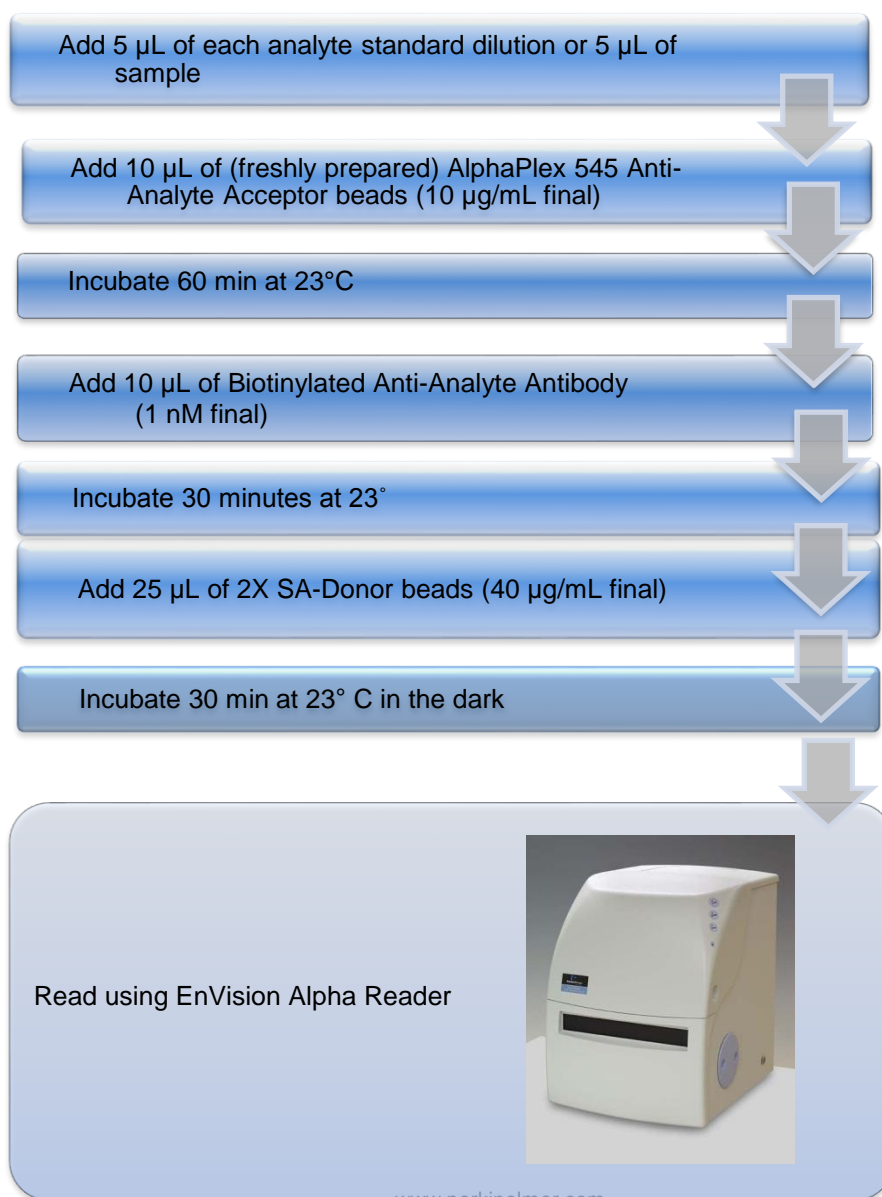 Add 5 µL of each analyte standard dilution or 5 µL of
sample
Add 10 µL of (freshly prepared) AlphaPlex 545 Anti-
Analyte Acceptor beads (10 µg/mL final)
Incubate 60 min at 23°C
Add 10 µL of Biotinylated Anti-Analyte Antibody
(1 nM final)
Incubate 30 minutes at 23°
Add 25 µL of 2X SA-Donor beads (40 µg/mL final)
Incubate 30 min at 23° C in the dark
Read using EnVision Alpha Reader